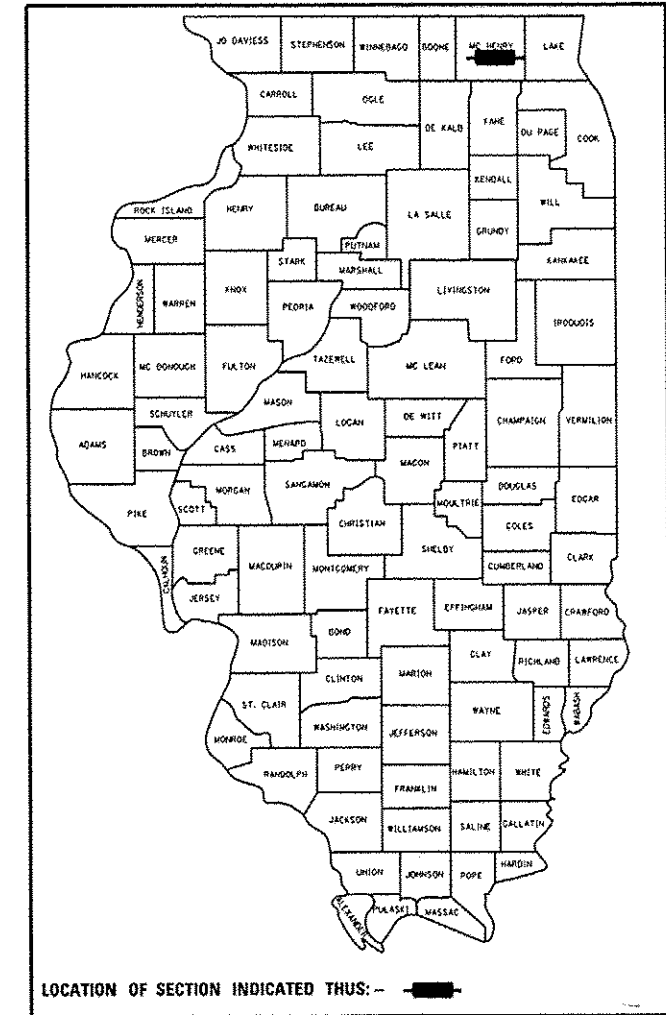 JO DAVIESS STEPHENSON WINNEBAGO BOONE MC HENRY LAKE
CARROLL OGLE DE KALB KANE DU PAGE COOK
WHITESIDE LEE
KENDALL WILL
ROCK ISLAND HENRY BUREAU LA SALLE GRUNDY
MERCER PUTNAM KANKAKEE
STARK MARSHALL
HENDERSON WARREN KNOX PEORIA WOODFORD LIVINGSTON IROQUOIS
HANCOCK MC DONOUGH FULTON TAZEWELL MC LEAN FORD
SCHUYLER MASON LOGAN DE WITT CHAMPAIGN VERMILION
ADAMS BROWN CASS MENARD MACON PIATT
PIKE SCOTT MORGAN SANGAMON MOULTRIE DOUGLAS EDGAR
CHRISTIAN COLES
CALHOUN GREENE MACOUPIN MONTGOMERY SHELBY CUMBERLAND CLARK
JERSEY FAYETTE EFFINGHAM JASPER CRAWFORD
MADISON BOND CLAY RICHLAND LAWRENCE
CLINTON MARION
ST. CLAIR WAYNE EDWARDS WABASH
MONROE WASHINGTON JEFFERSON
RANDOLPH PERRY HAMILTON WHITE
FRANKLIN
JACKSON WILLIAMSON SALINE GALLATIN
UNION JOHNSON POPE HARDIN
ALEXANDER PULASKI MASSAC
LOCATION OF SECTION INDICATED THUS: –